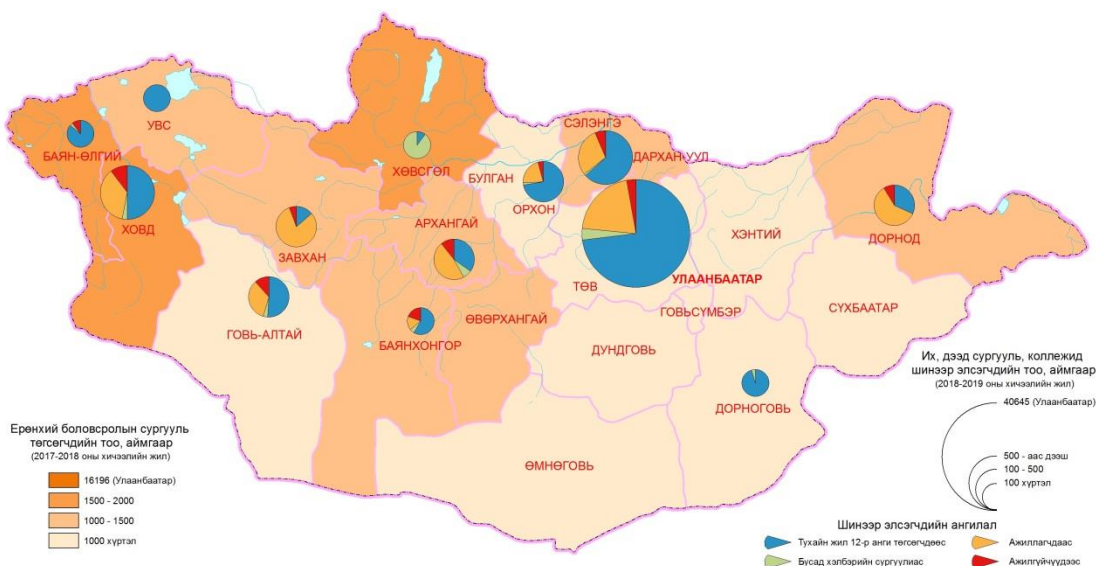 УВС
БАЯН-ӨЛГИЙ
ХОВД
ХӨВСГӨЛ
ЗАВХАН
ГОВЬ-АЛТАЙ
АРХАНГАЙ
БАЯНХОНГОР
ӨВӨРХАНГАЙ
БУЛГАН
ОРХОН
СЭЛЭНГЭ
ДАРХАН-УУЛ
УЛААНБААТАР
ТӨВ
ХЭНТИЙ
ДОРНОД
СҮХБААТАР
ГОВЬСҮМБЭР
ДУНДГОВЬ
ДОРНОГОВЬ
ӨМНӨГОВЬ
Ерөнхий боловсролын сургууль
төгсөгчдийн тоо, аймгаар
(2017-2018 оны хичээлийн жил)
16196 (Улаанбаатар)
1500 - 2000
1000 - 1500
1000 хүртэл
Их, дээд сургууль, коллежид
шинээр элсэгчдийн тоо, аймгаар
(2018-2019 оны хичээлийн жил)
40645 (Улаанбаатар)
500 - аас дээш
100 - 500
100 хүртэл
Шинээр элсэгчдийн ангилал
Тухайн жил 12-р анги төгсөгчдөөс
Ажиллагчдаас
Бусад хэлбэрийн сургуулиас
Ажилгүйчүүдээс